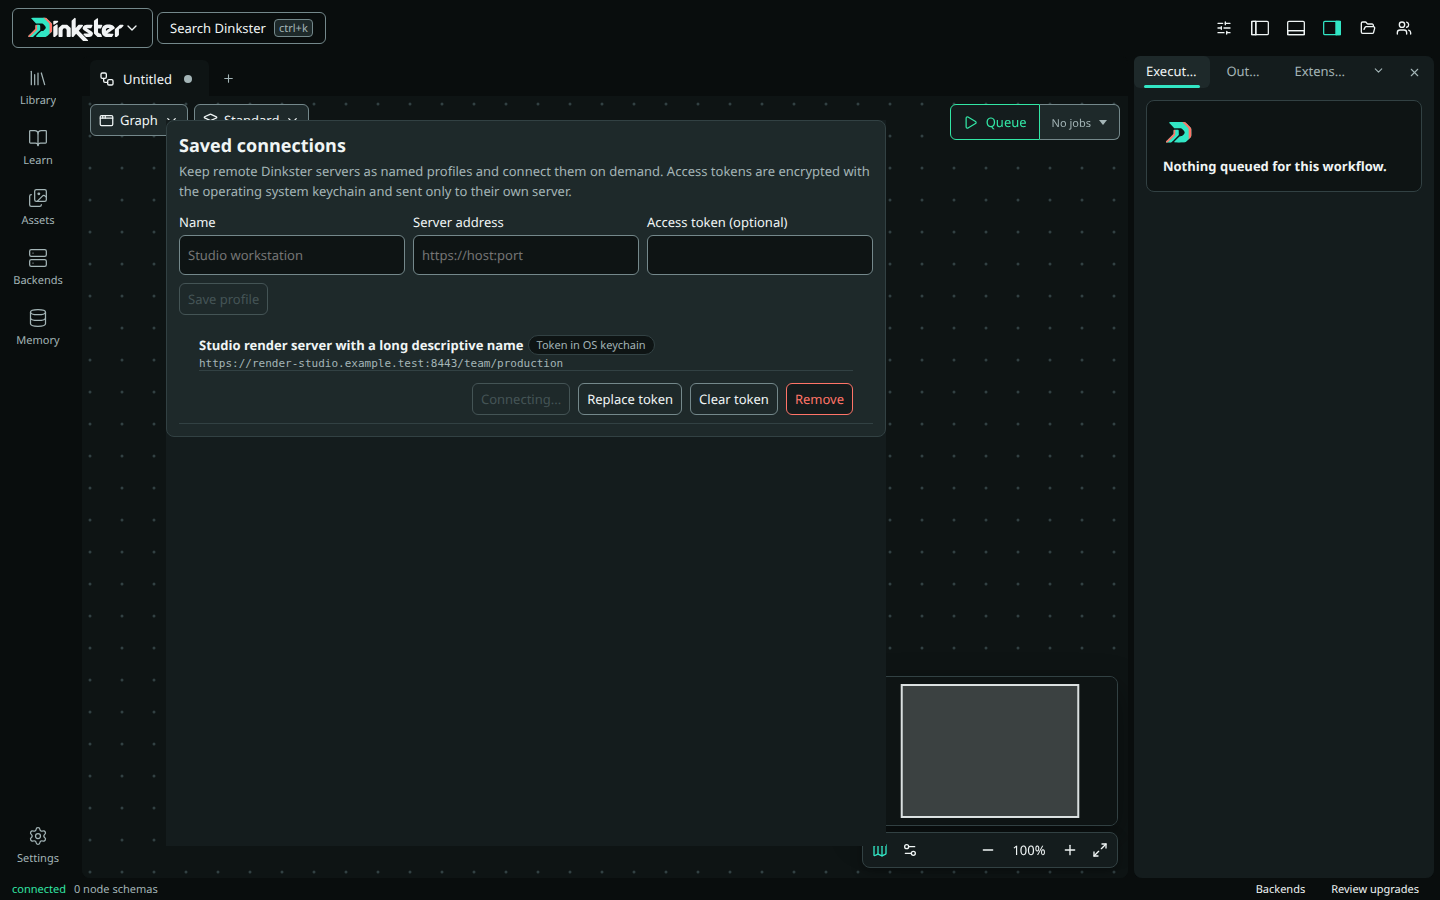 Dinkster
Search Dinkster ctrl+k
Library
Learn
Assets
Backends
Memory
Settings
Untitled
Graph
Standard
Queue
No jobs
Saved connections
Keep remote Dinkster servers as named profiles and connect them on demand. Access tokens are encrypted with
the operating system keychain and sent only to their own server.
Name
Server address
Access token (optional)
Studio workstation
https://host:port
Save profile
Studio render server with a long descriptive name
Token in OS keychain
https://render-studio.example.test:8443/team/production
Connecting...
Replace token
Clear token
Remove
100%
Execut...
Out...
Extens...
Nothing queued for this workflow.
connected
0 node schemas
Backends
Review upgrades